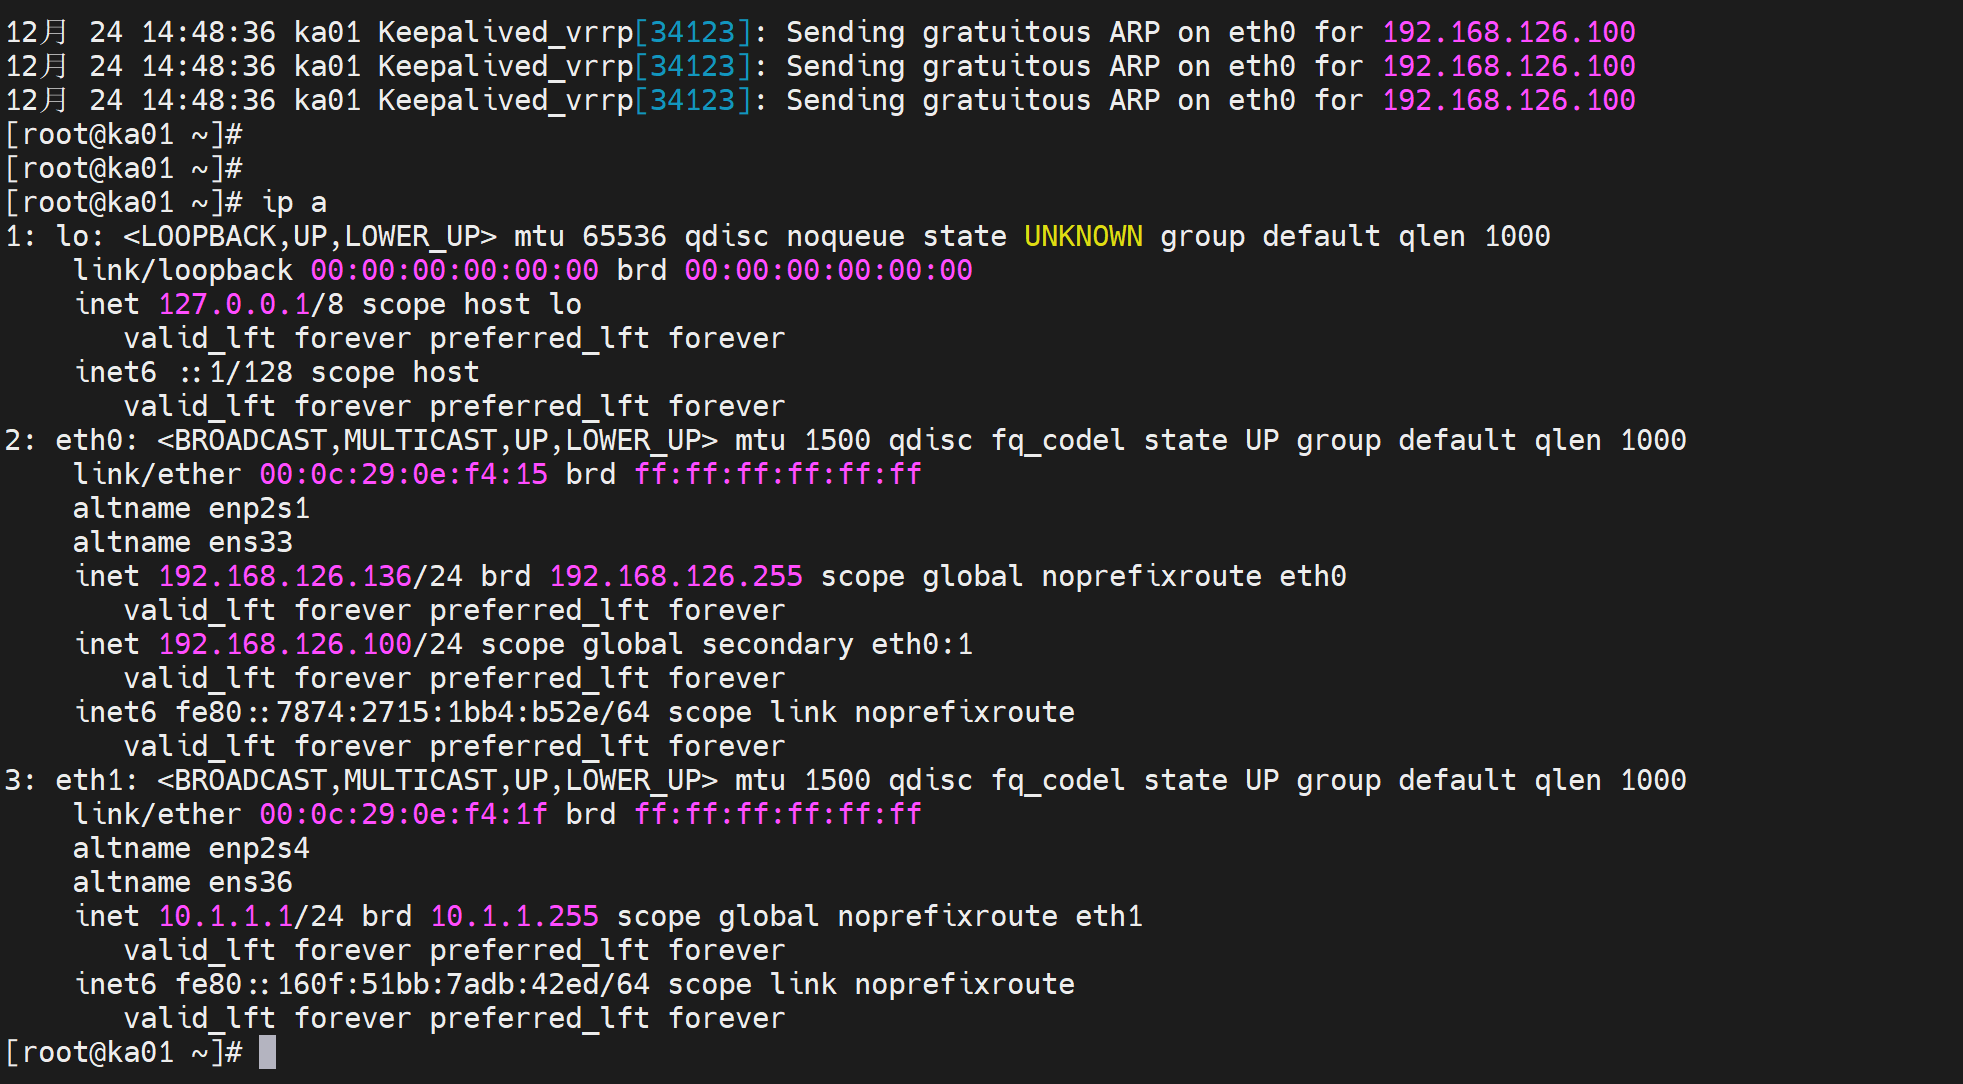 12月 24 14:48:36 ka01 Keepalived_vrrp[34123]: Sending gratuitous ARP on eth0 for 192.168.126.100
12月 24 14:48:36 ka01 Keepalived_vrrp[34123]: Sending gratuitous ARP on eth0 for 192.168.126.100
12月 24 14:48:36 ka01 Keepalived_vrrp[34123]: Sending gratuitous ARP on eth0 for 192.168.126.100
[root@ka01 ~]#
[root@ka01 ~]#
[root@ka01 ~]# ip a
1: lo: <LOOPBACK,UP,LOWER_UP> mtu 65536 qdisc noqueue state UNKNOWN group default qlen 1000
    link/loopback 00:00:00:00:00:00 brd 00:00:00:00:00:00
    inet 127.0.0.1/8 scope host lo
       valid_lft forever preferred_lft forever
    inet6 ::1/128 scope host
       valid_lft forever preferred_lft forever
2: eth0: <BROADCAST,MULTICAST,UP,LOWER_UP> mtu 1500 qdisc fq_codel state UP group default qlen 1000
    link/ether 00:0c:29:0e:f4:15 brd ff:ff:ff:ff:ff:ff
    altname enp2s1
    altname ens33
    inet 192.168.126.136/24 brd 192.168.126.255 scope global noprefixroute eth0
       valid_lft forever preferred_lft forever
    inet 192.168.126.100/24 scope global secondary eth0:1
       valid_lft forever preferred_lft forever
    inet6 fe80::7874:2715:1bb4:b52e/64 scope link noprefixroute
       valid_lft forever preferred_lft forever
3: eth1: <BROADCAST,MULTICAST,UP,LOWER_UP> mtu 1500 qdisc fq_codel state UP group default qlen 1000
    link/ether 00:0c:29:0e:f4:1f brd ff:ff:ff:ff:ff:ff
    altname enp2s4
    altname ens36
    inet 10.1.1.1/24 brd 10.1.1.255 scope global noprefixroute eth1
       valid_lft forever preferred_lft forever
    inet6 fe80::160f:51bb:7adb:42ed/64 scope link noprefixroute
       valid_lft forever preferred_lft forever
[root@ka01 ~]#